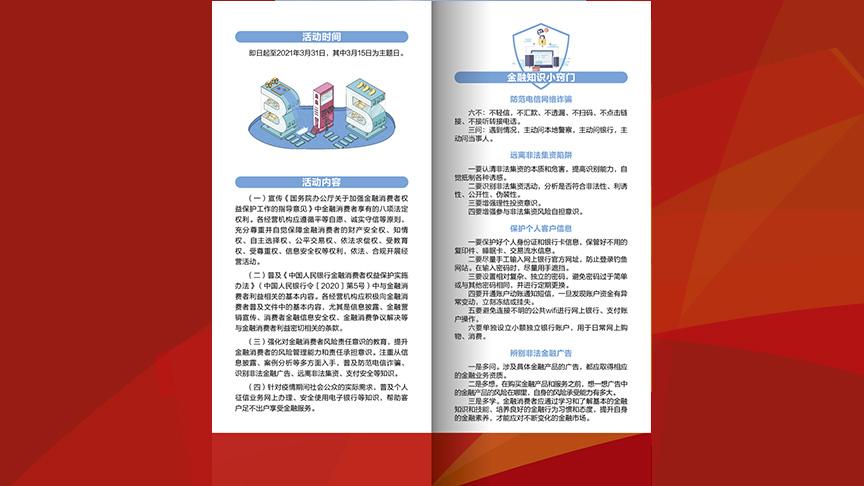 活动时间
即日起至2021年3月31日，其中3月15日为主题日。
3 1 5
活动内容
（一）宣传《国务院办公厅关于加强金融消费者权
益保护工作的指导意见》中金融消费者享有的八项法定
权利。各经营机构应遵循平等自愿、诚实守信等原则，
充分尊重并自觉保障金融消费者的财产安全权、知情
权、自主选择权、公平交易权、依法求偿权、受教育
权、受尊重权、信息安全权等权利，依法、合规开展经
营活动。
（二）普及《中国人民银行金融消费者权益保护实施
办法》（中国人民银行令〔2020〕第5号）中与金融消费
者利益相关的基本内容。各经营机构应积极向金融消
费者普及文件中的基本内容，尤其是信息披露、金融营
销宣传、消费者金融信息安全权、金融消费争议解决等
与金融消费者利益密切相关的条款。
（三）强化对金融消费者风险责任意识的教育，提升
金融消费者的风险管理能力和责任承担意识。注重从信
息披露、案例分析等多方面入手，普及防范电信诈骗、
识别非法金融广告、远离非法集资、支付安全等知识。
（四）针对疫情期间社会公众的实际需求，普及个人
征信业务网上办理、安全使用电子银行等知识，帮助客
户足不出户享受金融服务。
金融知识小窍门
防范电信网络诈骗
六不：不轻信，不汇款、不透漏、不扫码、不点击链
接、不接听转接电话。
三问：遇到情况，主动问本地警察，主动问银行，主
动问当事人。
远离非法集资陷阱
一要认清非法集资的本质和危害，提高识别能力，自
觉抵制各种诱惑。
二要识别非法集资活动，分析是否符合非法性、利诱
性、公开性、伪装性。
三要增强理性投资意识。
四要增强参与非法集资风险自担意识。
保护个人客户信息
一要保护好个人身份证和银行卡信息，保管好不用的
复印件、睡眠卡、交易流水信息。
二要尽量手工输入网上银行官方网址，防止登录钓鱼
网站。在输入密码时，尽量用手遮挡。
三要设置相对复杂、独立的密码，避免密码过于简单
或与其他密码相同，并进行定期更换。
四要开通账户动账通知短信，一旦发现账户资金有异
常变动，立刻冻结或挂失。
五要避免连接不明的公共wifi进行网上银行、支付账
户操作。
六要单独设立小额独立银行账户，用于日常网上购
物、消费。
辨别非法金融广告
一是多问。涉及具体金融产品的广告，都应取得相应
的金融业务资质。
二是多想。在购买金融产品和服务之前，想一想广告中
的金融产品的风险在哪里，自身的风险承受能力有多大。
三是多学。金融消费者应通过学习和了解基本的金融
知识和技能、培养良好的金融行为习惯和态度，提升自身
的金融素养，才能应对不断变化的金融市场。